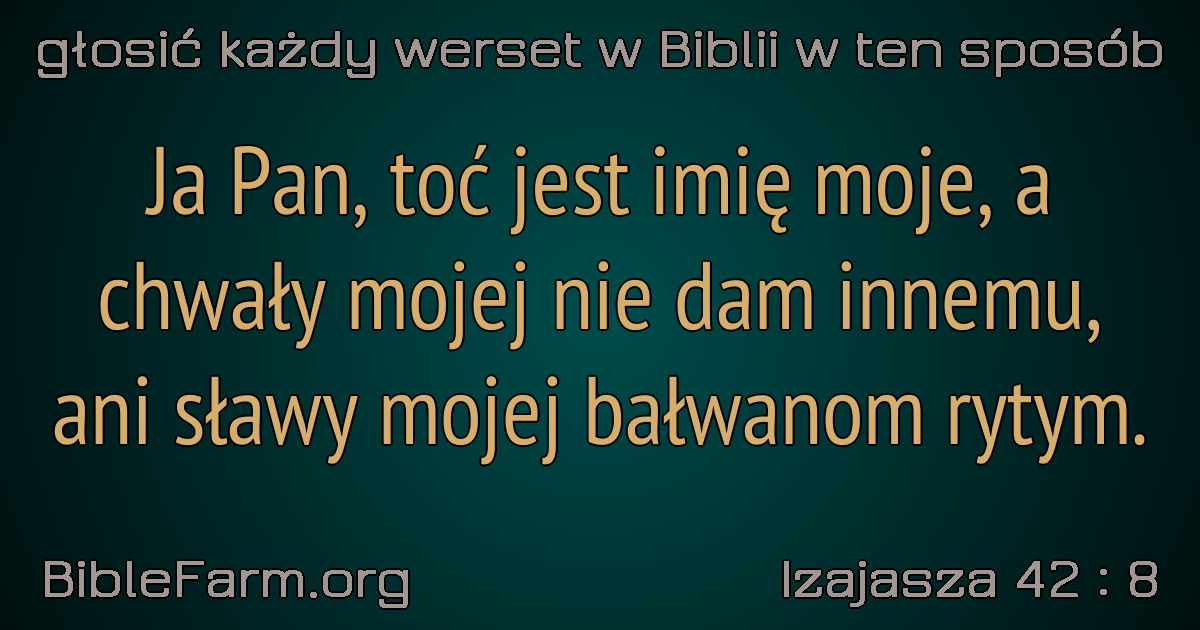 głosić każdy werset w Biblii w ten sposób
Ja Pan, toć jest imię moje, a
chwały mojej nie dam innemu,
ani sławy mojej bałwanom rytym.
BibleFarm.org
Izajasza 42 : 8